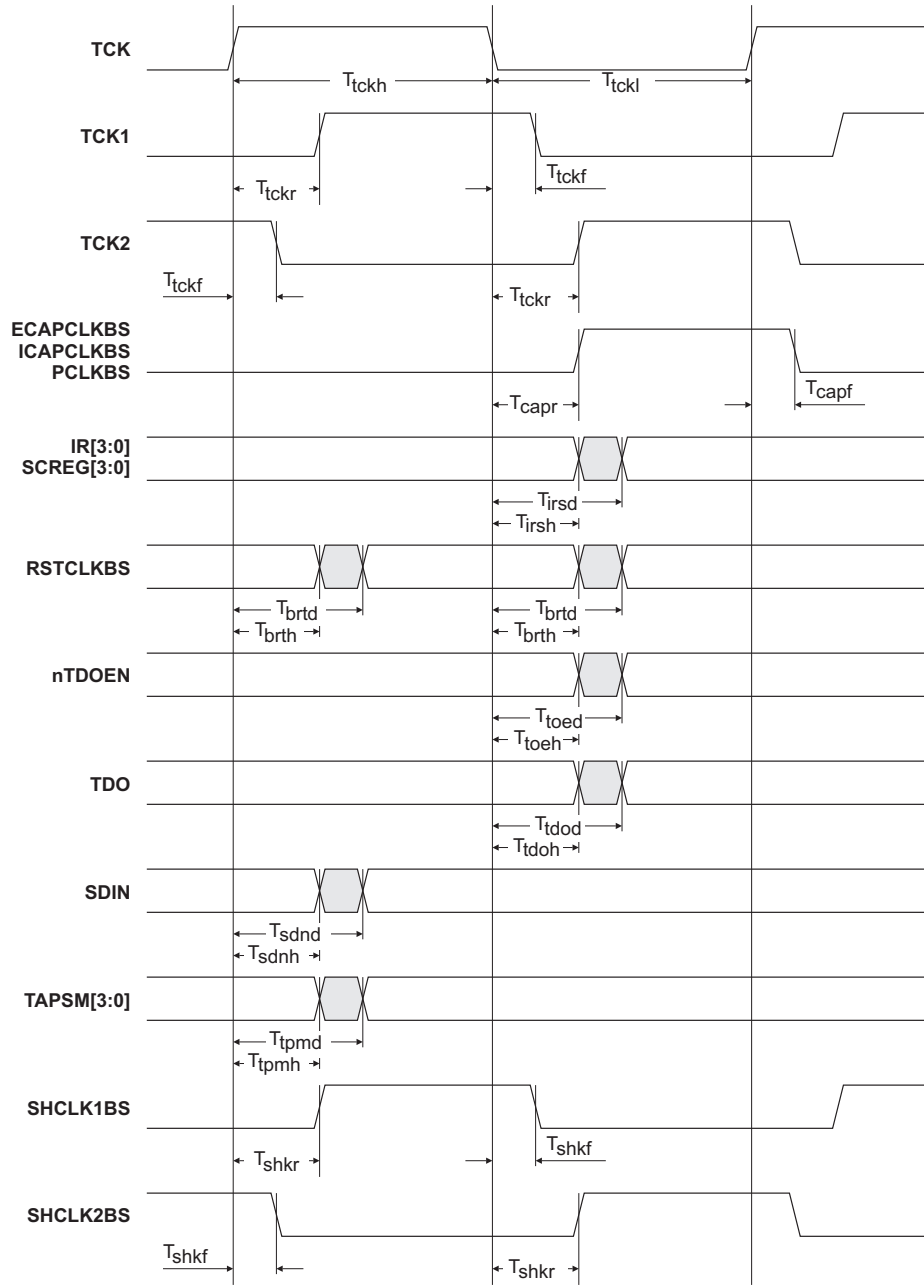 TCK
Ttckh
Ttckl
TCK1
Ttckr
Ttckf
TCK2
Ttckf
Ttckr
ECAPCLKBS
ICAPCLKBS
PCLKBS
Tcapr
Tcapf
IR[3:0]
SCREG[3:0]
Tirsd
Tirsh
RSTCLKBS
Tbrtd
Tbrtd
Tbrth
Tbrth
nTDOEN
Ttoed
Ttoeh
TDO
Ttdod
Ttdoh
SDIN
Tsdnd
Tsdnh
TAPSM[3:0]
Ttpmd
Ttpmh
SHCLK1BS
Tshkr
Tshkf
SHCLK2BS
Tshkf
Tshkr